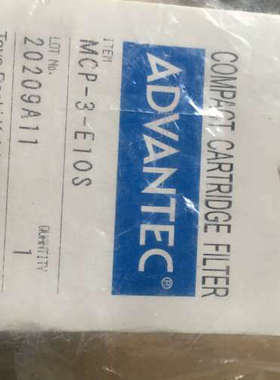 COMPACT CARTRIDGE FILTER
ADVANTEC®
ITEM
MCP-3-E10S
LOT No.
20209A11
QUANTITY
1